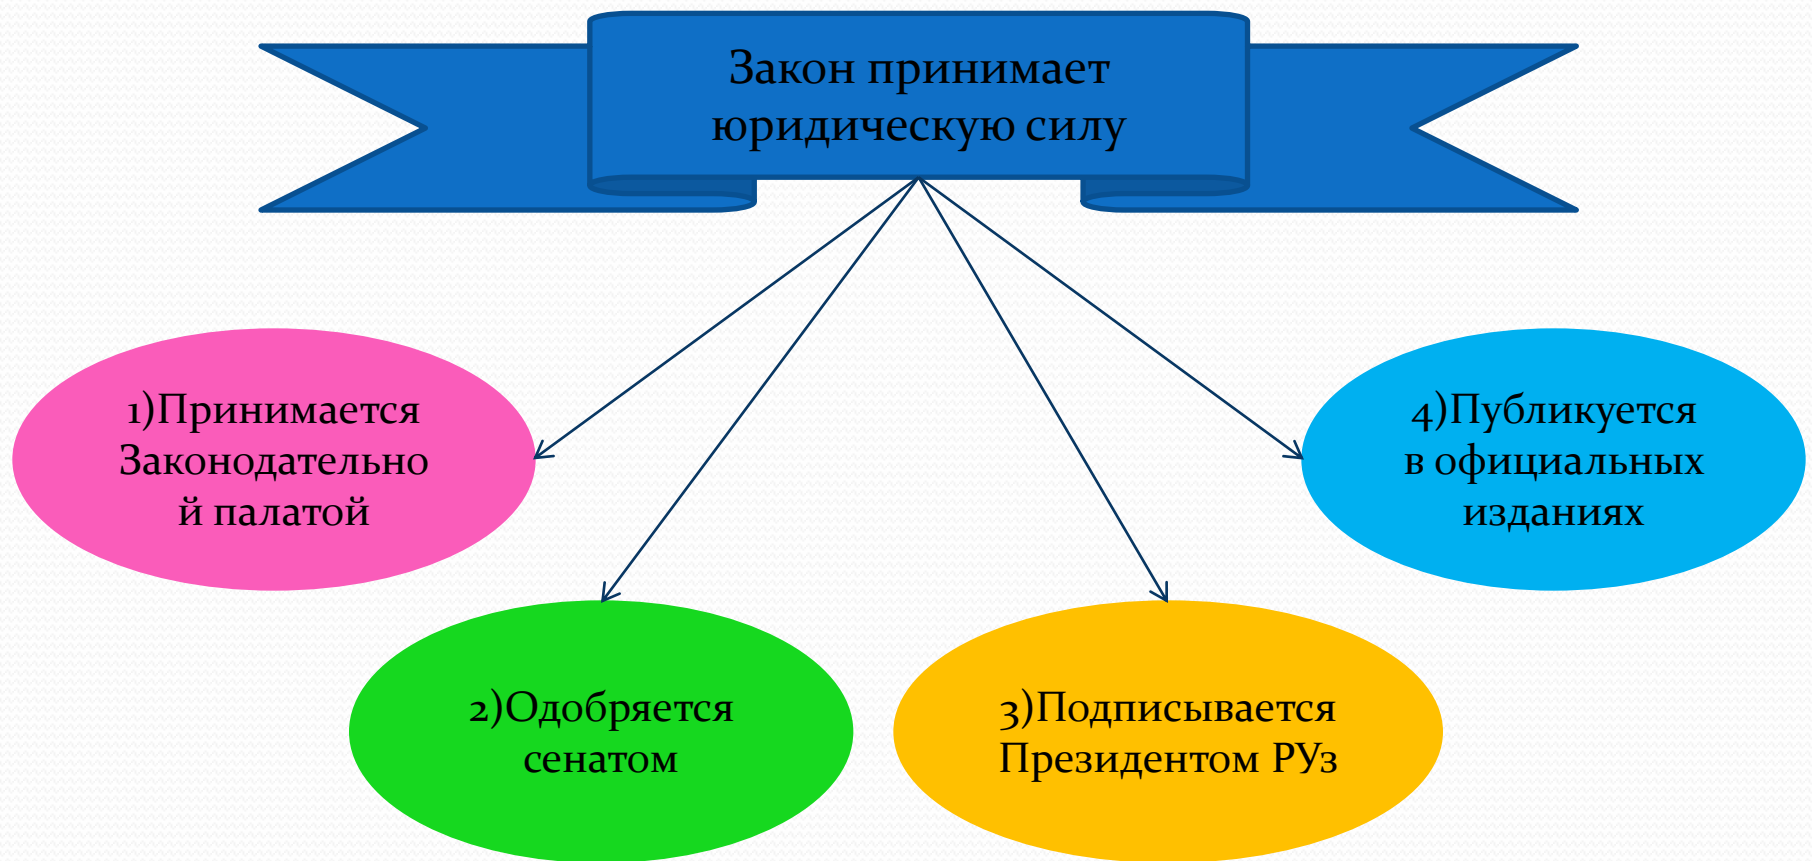 Закон принимает
юридическую силу
1)Принимается
Законодательно
й палатой
2)Одобряется
сенатом
3)Подписывается
Президентом РУз
4)Публикуется
в официальных
изданиях